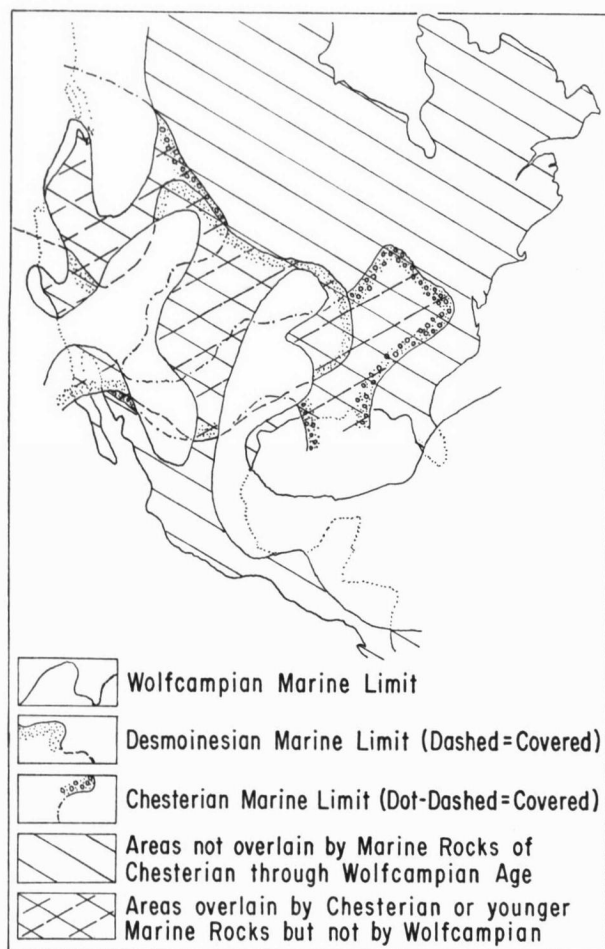 Wolfcampian Marine Limit
Desmoinesian Marine Limit (Dashed=Covered)
Chesterian Marine Limit (Dot-Dashed=Covered)
Areas not overlain by Marine Rocks of
Chesterian through Wolfcampian Age
Areas overlain by Chesterian or younger
Marine Rocks but not by Wolfcampian